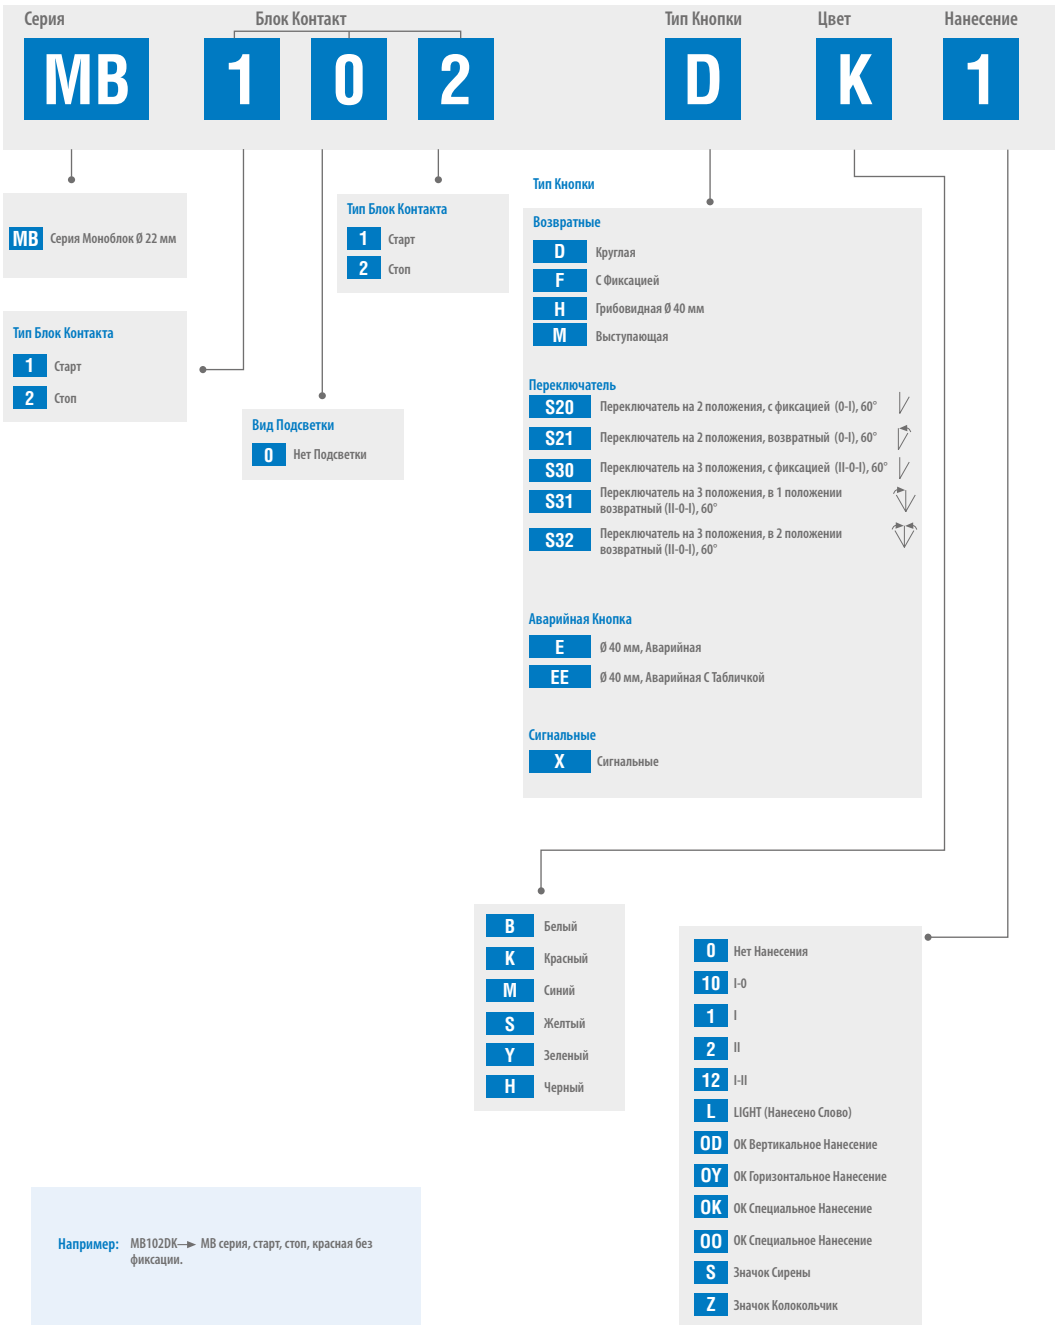 Серия
Блок Контакт
Тип Кнопки
Цвет
Нанесение
MB
1
0
2
D
K
1
MB Серия Моноблок Ø 22 мм
Тип Блок Контакта
1 Старт
2 Стоп
Тип Блок Контакта
1 Старт
2 Стоп
Вид Подсветки
0 Нет Подсветки
Тип Кнопки
Возвратные
D Круглая
F С Фиксацией
H Грибовидная Ø 40 мм
M Выступающая
Переключатель
S20 Переключатель на 2 положения, с фиксацией (0-I), 60°
S21 Переключатель на 2 положения, возвратный (0-I), 60°
S30 Переключатель на 3 положения, с фиксацией (II-0-I), 60°
S31 Переключатель на 3 положения, в 1 положении
возвратный (II-0-I), 60°
S32 Переключатель на 3 положения, в 2 положении
возвратный (II-0-I), 60°
Аварийная Кнопка
E Ø 40 мм, Аварийная
EE Ø 40 мм, Аварийная С Табличкой
Сигнальные
X Сигнальные
B Белый
K Красный
M Синий
S Желтый
Y Зеленый
H Черный
0 Нет Нанесения
10 I-0
1 I
2 II
12 I-II
L LIGHT (Нанесено Слово)
OD ОК Вертикальное Нанесение
OY ОК Горизонтальное Нанесение
OK ОК Специальное Нанесение
OO ОК Специальное Нанесение
S Значок Сирены
Z Значок Колокольчик
Например: MB102DK → MB серия, старт, стоп, красная без
фиксации.